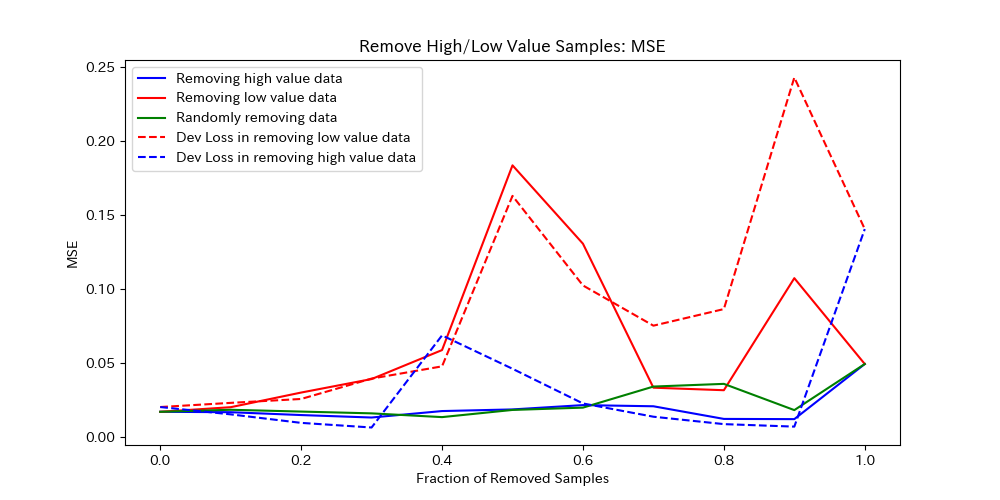 Remove High/Low Value Samples: MSE
0.25
0.20
0.15
0.10
0.05
0.00
MSE
Removing high value data
Removing low value data
Randomly removing data
Dev Loss in removing low value data
Dev Loss in removing high value data
0.0 0.2 0.4 0.6 0.8 1.0
Fraction of Removed Samples